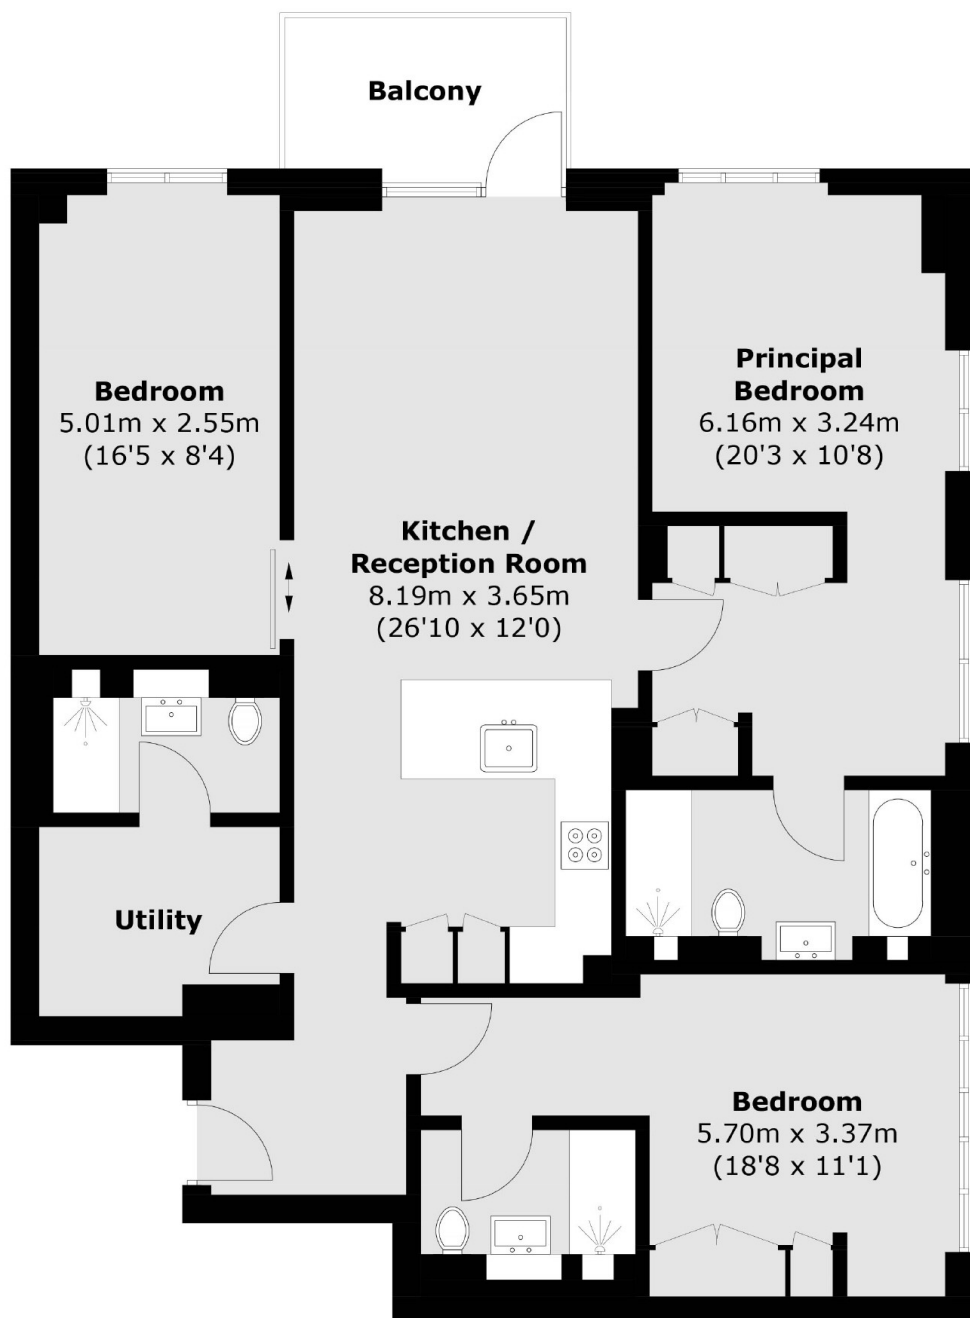 Balcony
Bedroom
5.01m x 2.55m
(16'5 x 8'4)
Principal
Bedroom
6.16m x 3.24m
(20'3 x 10'8)
Kitchen /
Reception Room
8.19m x 3.65m
(26'10 x 12'0)
Utility
Bedroom
5.70m x 3.37m
(18'8 x 11'1)